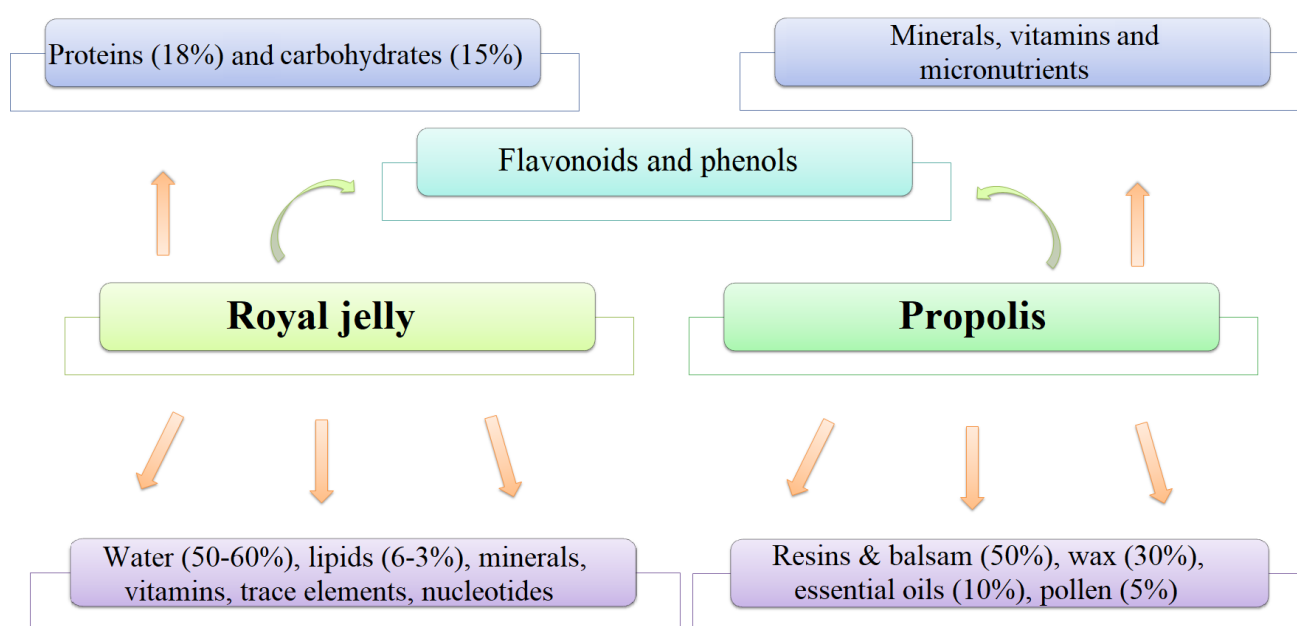 Proteins (18%) and carbohydrates (15%)
Minerals, vitamins and
micronutrients
Flavonoids and phenols
Royal jelly
Propolis
Water (50-60%), lipids (6-3%), minerals,
vitamins, trace elements, nucleotides
Resins & balsam (50%), wax (30%),
essential oils (10%), pollen (5%)